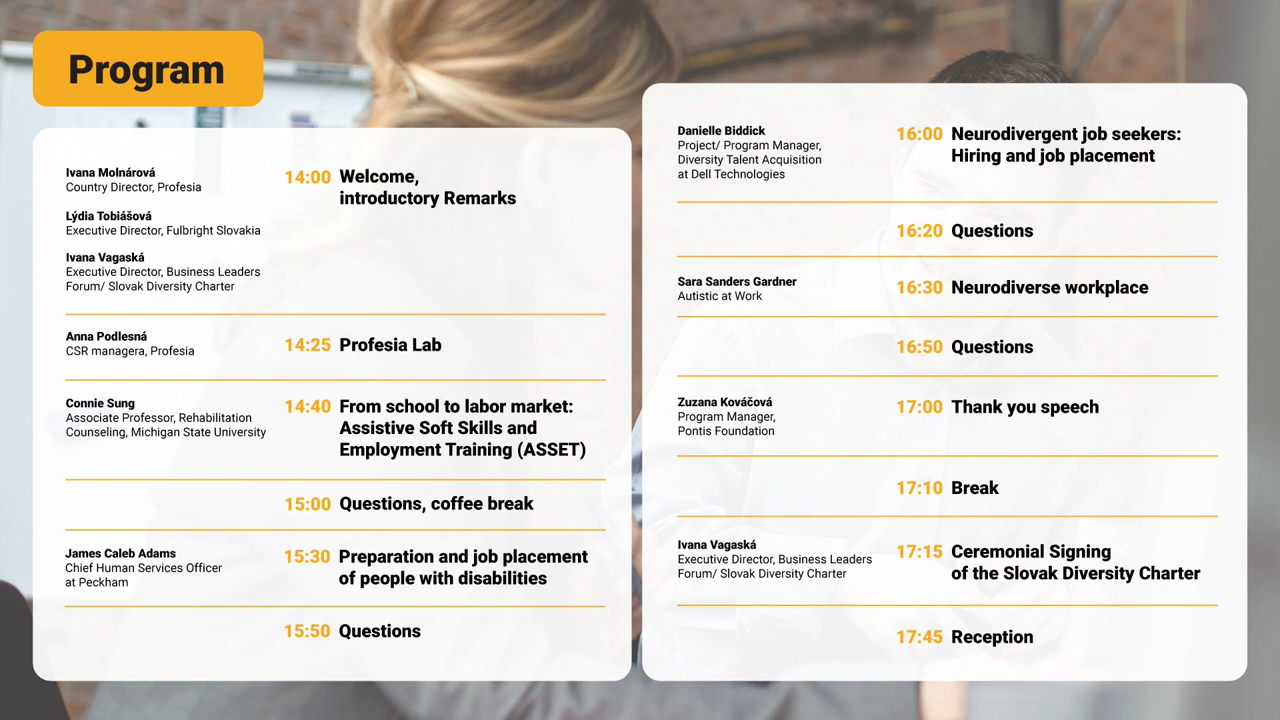 Program
Ivana Molnárová
Country Director, Profesia
Lýdia Tobiášová
Executive Director, Fulbright Slovakia
Ivana Vagaská
Executive Director, Business Leaders
Forum/ Slovak Diversity Charter
14:00 Welcome,
introductory Remarks
Anna Podlesná
CSR managera, Profesia
14:25 Profesia Lab
Connie Sung
Associate Professor, Rehabilitation
Counseling, Michigan State University
14:40 From school to labor market:
Assistive Soft Skills and
Employment Training (ASSET)
15:00 Questions, coffee break
James Caleb Adams
Chief Human Services Officer
at Peckham
15:30 Preparation and job placement
of people with disabilities
15:50 Questions
Danielle Biddick
Project/ Program Manager,
Diversity Talent Acquisition
at Dell Technologies
16:00 Neurodivergent job seekers:
Hiring and job placement
16:20 Questions
Sara Sanders Gardner
Autistic at Work
16:30 Neurodiverse workplace
16:50 Questions
Zuzana Kováčová
Program Manager,
Pontis Foundation
17:00 Thank you speech
17:10 Break
Ivana Vagaská
Executive Director, Business Leaders
Forum/ Slovak Diversity Charter
17:15 Ceremonial Signing
of the Slovak Diversity Charter
17:45 Reception